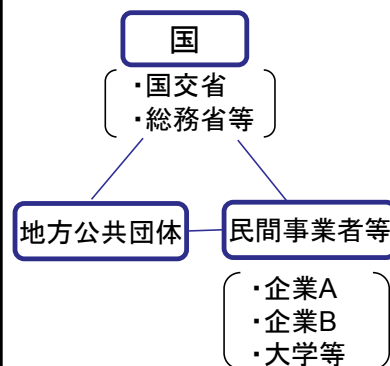 国
・国交省
・総務省等
地方公共団体
民間事業者等
・企業A
・企業B
・大学等